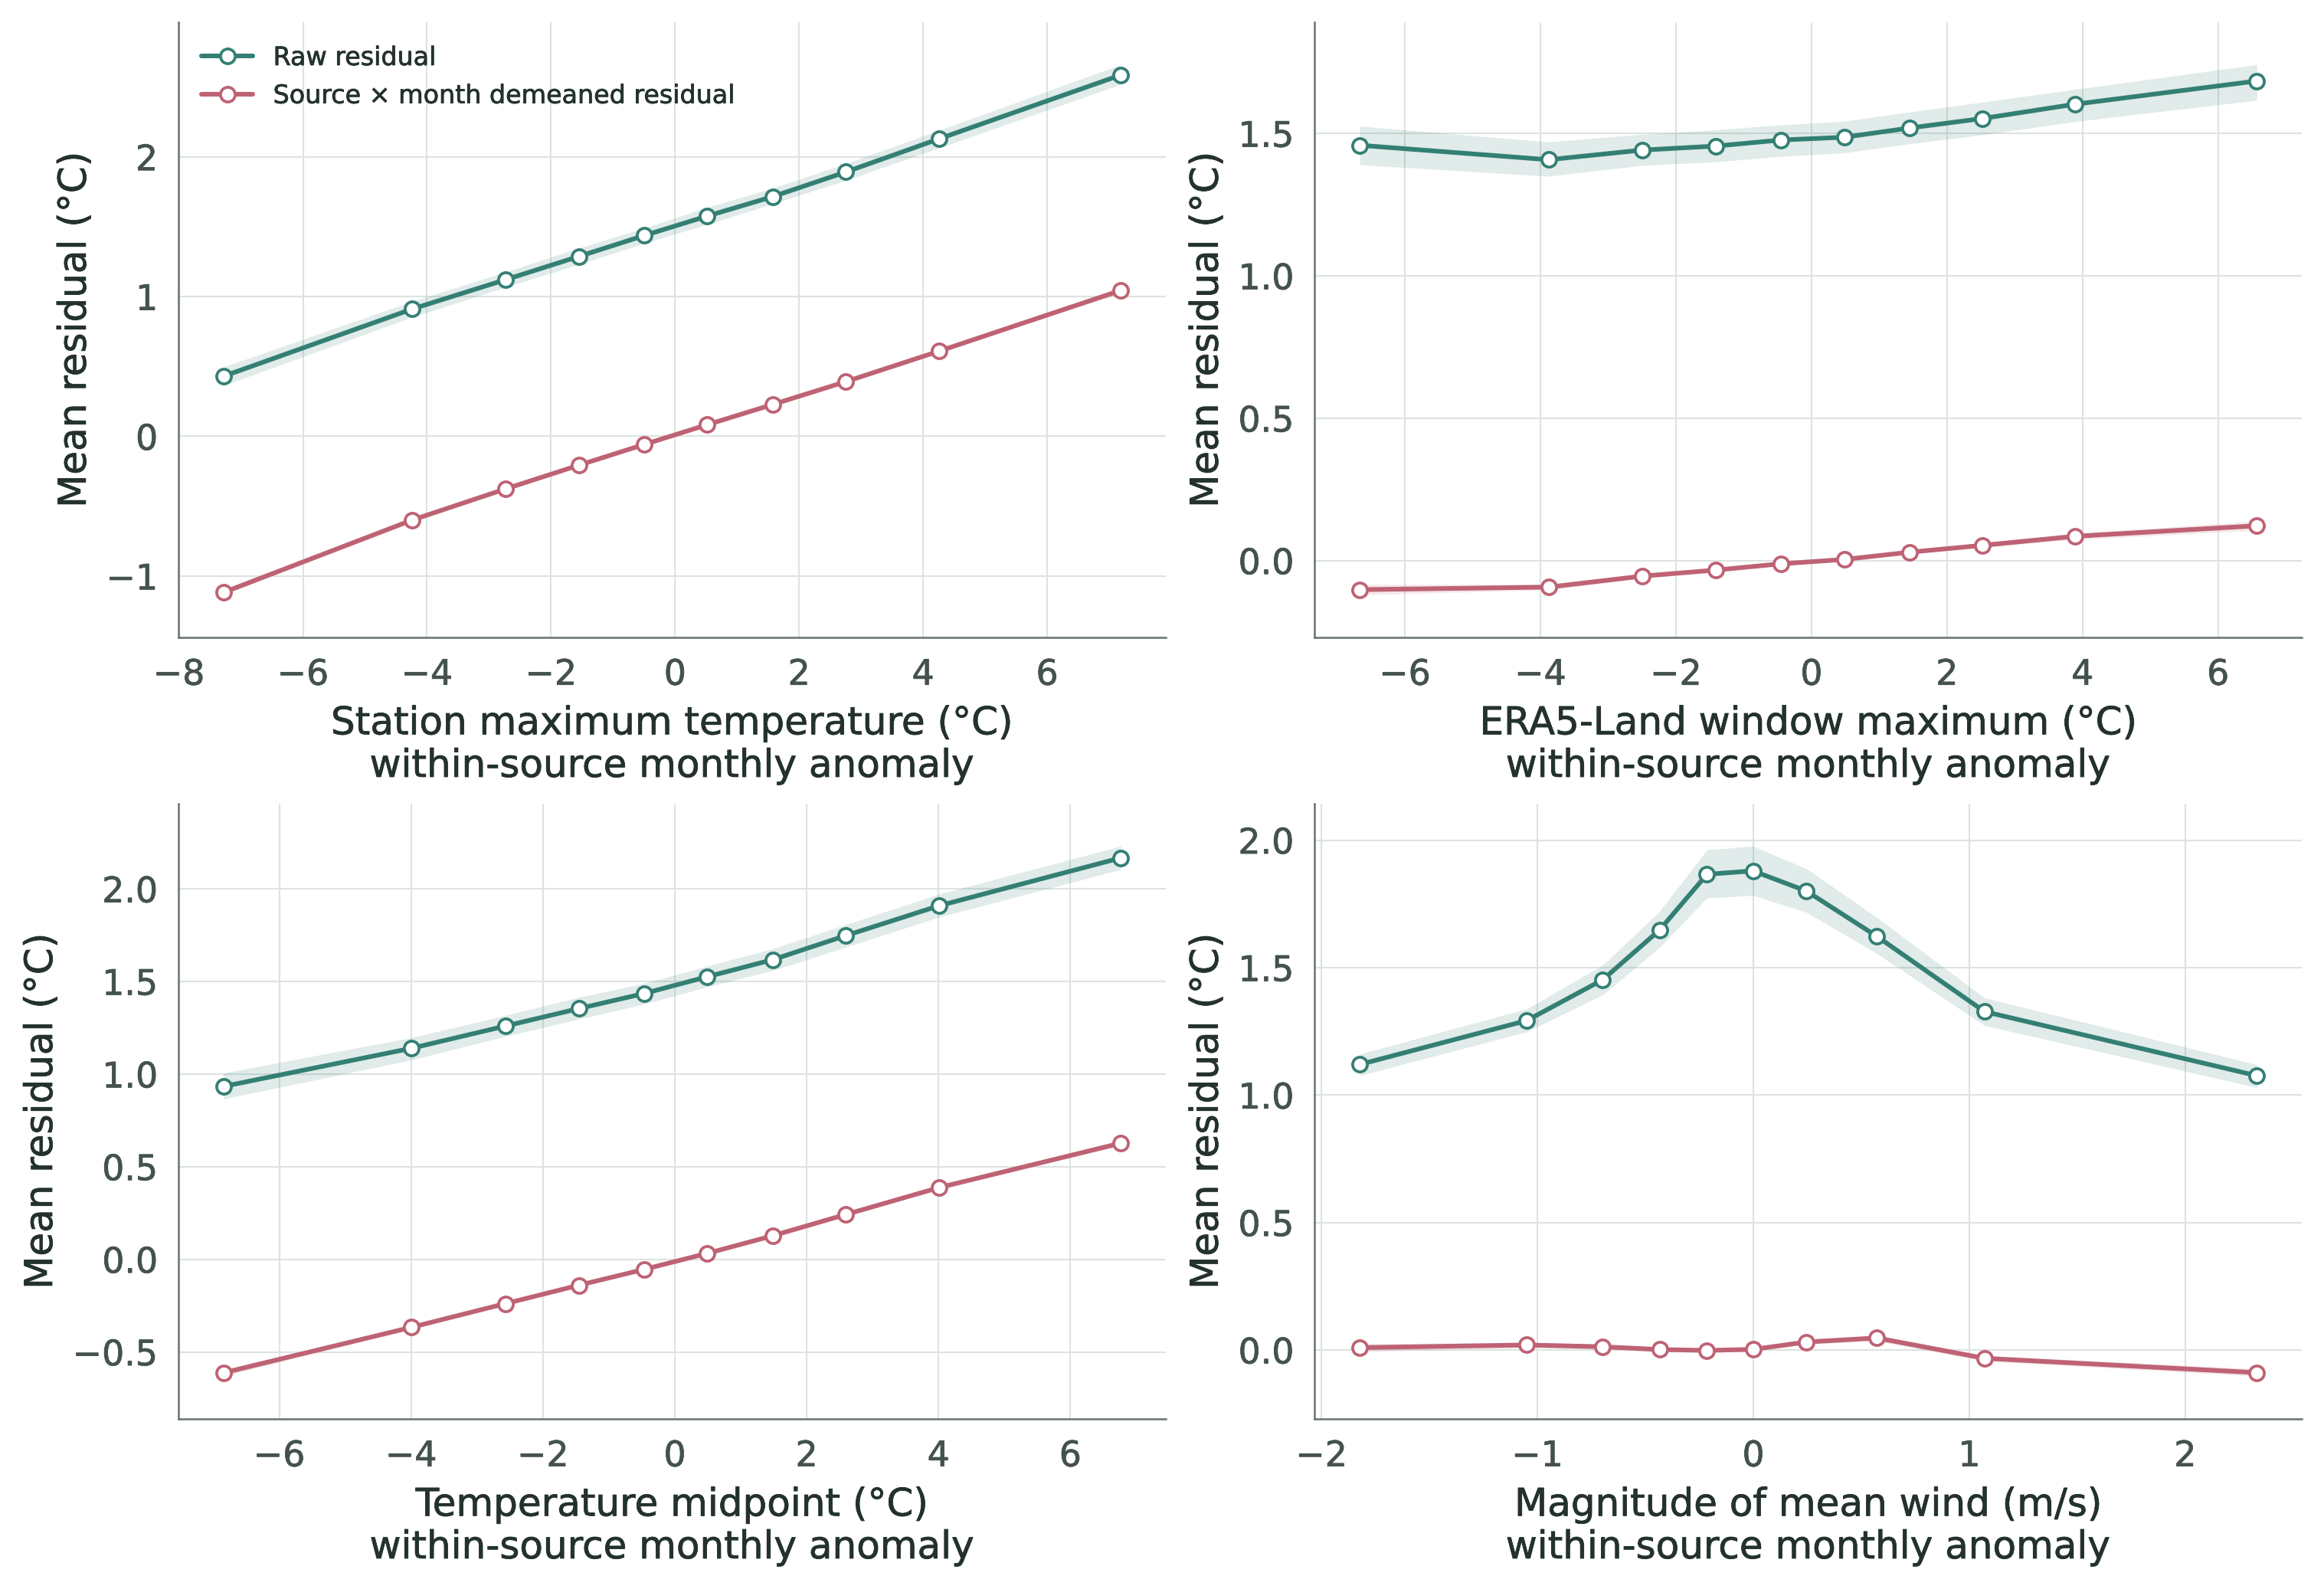 Raw residual
Source × month demeaned residual
Mean residual (°C)
2
1
0
−1
−8 −6 −4 −2 0 2 4 6
Station maximum temperature (°C)
within-source monthly anomaly
Mean residual (°C)
1.5
1.0
0.5
0.0
−6 −4 −2 0 2 4 6
ERA5-Land window maximum (°C)
within-source monthly anomaly
Mean residual (°C)
2.0
1.5
1.0
0.5
0.0
−0.5
−6 −4 −2 0 2 4 6
Temperature midpoint (°C)
within-source monthly anomaly
Mean residual (°C)
2.0
1.5
1.0
0.5
0.0
−2 −1 0 1 2
Magnitude of mean wind (m/s)
within-source monthly anomaly